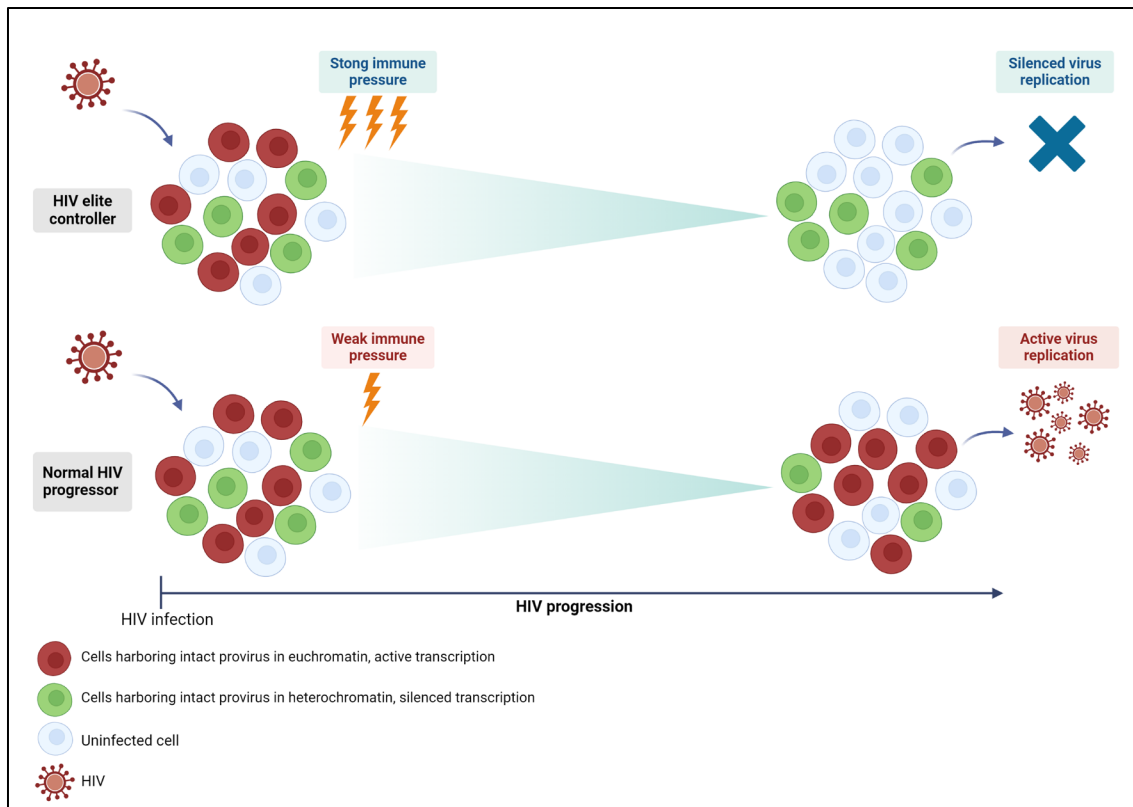 Stong immune
pressure
Silenced virus
replication
HIV elite
controller
Weak immune
pressure
Active virus
replication
Normal HIV
progressor
HIV progression
HIV infection
Cells harboring intact provirus in euchromatin, active transcription
Cells harboring intact provirus in heterochromatin, silenced transcription
Uninfected cell
HIV